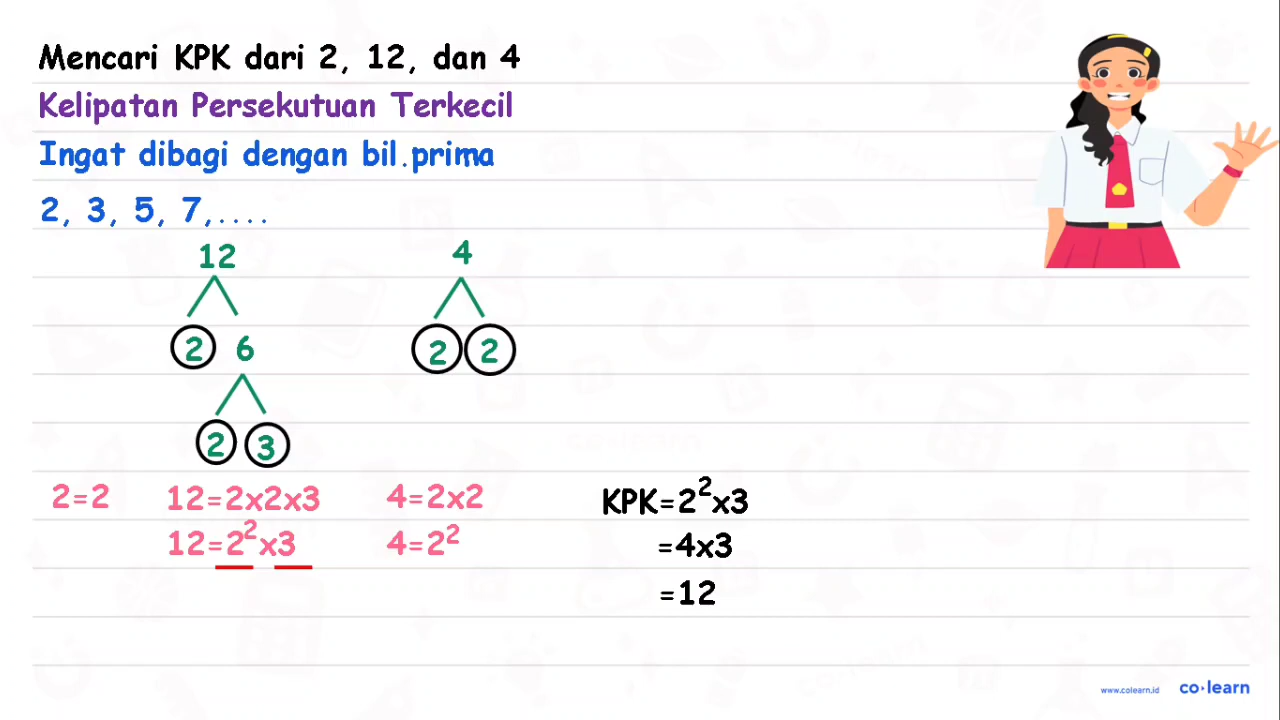 Mencari KPK dari 2, 12, dan 4
Kelipatan Persekutuan Terkecil
Ingat dibagi dengan bil.prima
2, 3, 5, 7,....
12
4
2 6
2 2
2 3
2=2
12=2x2x3
12=2²x3
4=2x2
4=2²
KPK=2²x3
=4x3
=12
www.colearn.id
co·learn